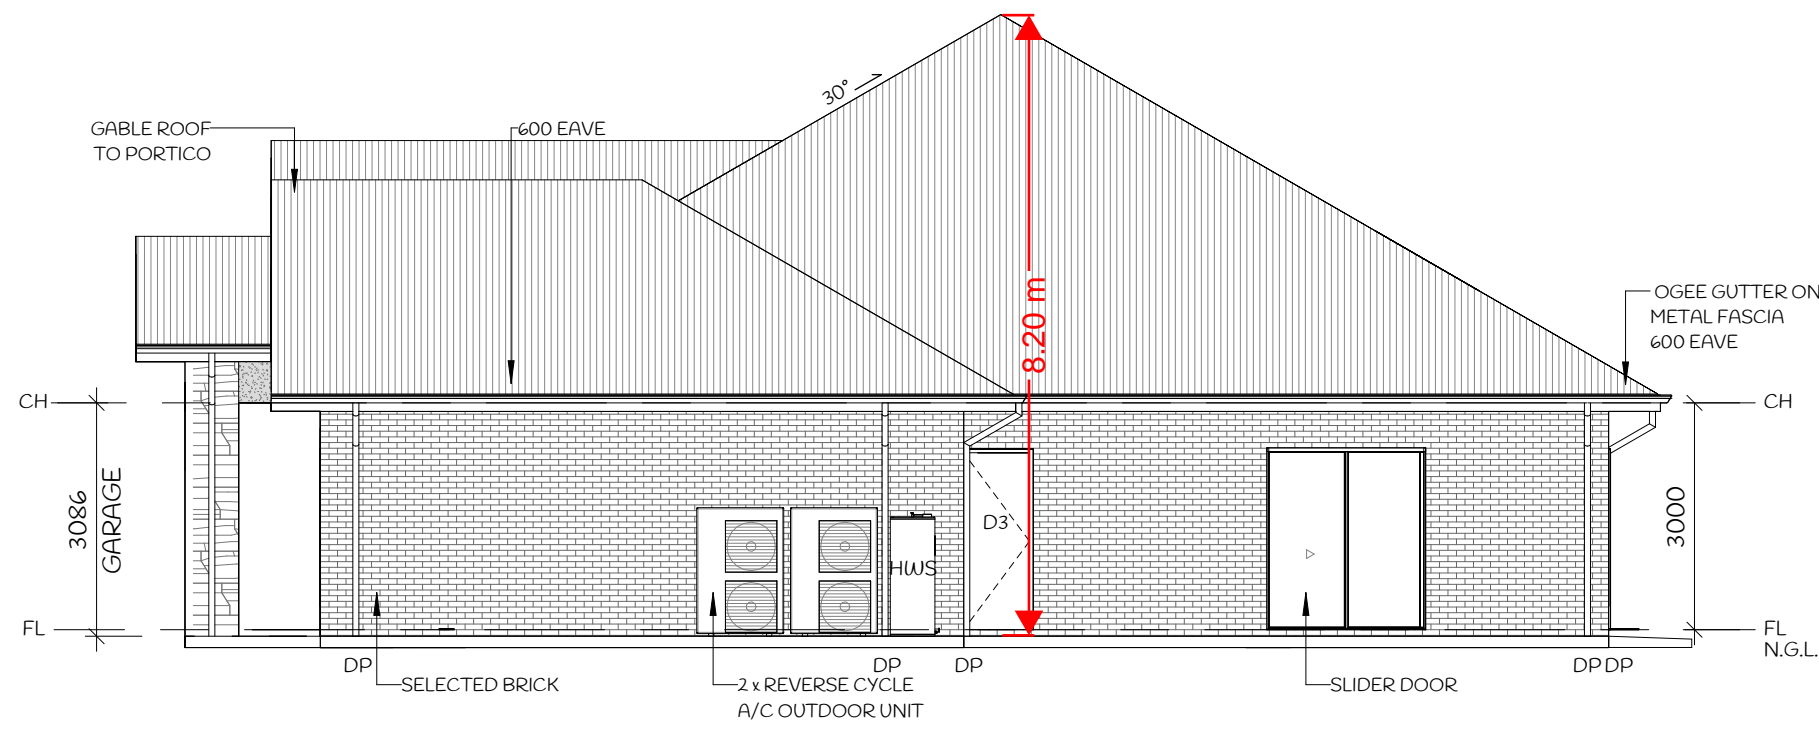 30°
GABLE ROOF
TO PORTICO
600 EAVE
OGEE GUTTER ON
METAL FASCIA
600 EAVE
8.20 m
CH
CH
3086
GARAGE
3000
D3
HWS
FL
FL
N.G.L.
DP
DP
DP
DP DP
SELECTED BRICK
2 x REVERSE CYCLE
A/C OUTDOOR UNIT
SLIDER DOOR